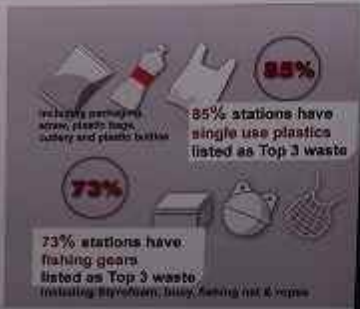 85%
including packaging,
straw, plastic bags,
cutlery and plastic bottles
85% stations have
single use plastics
listed as Top 3 waste
73%
73% stations have
fishing gears
listed as Top 3 waste
including Styrofoam, buoy, fishing net & ropes